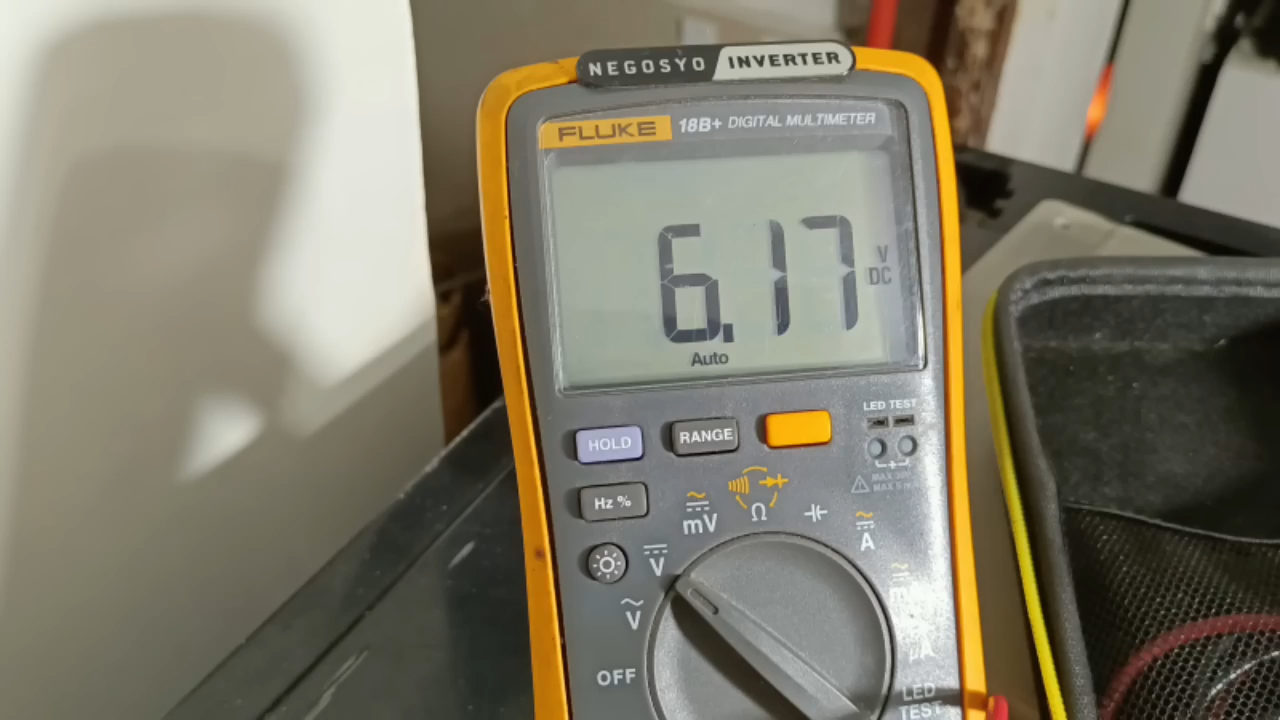 NEGOSYO INVERTER
FLUKE 18B+ DIGITAL MULTIMETER
6.17 V DC
Auto
LED TEST
HOLD RANGE
Hz %
mV Ω A
V
V
OFF
LED
TEST